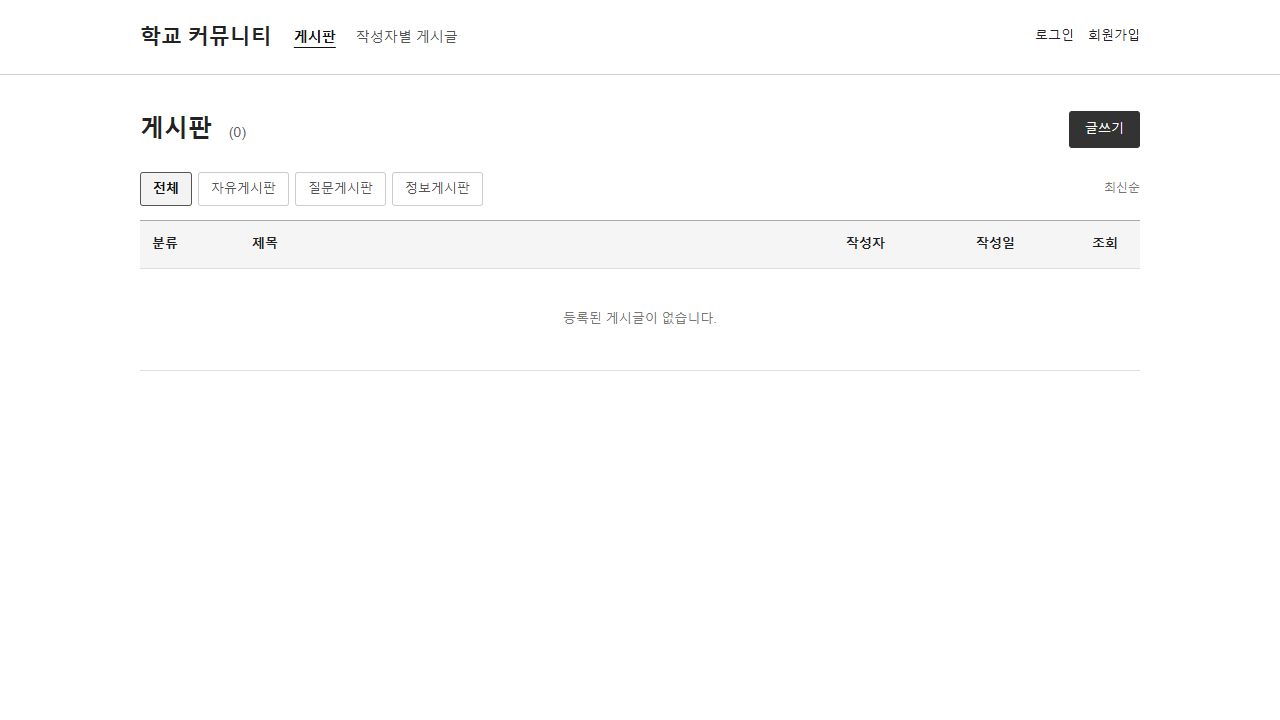 학교 커뮤니티 게시판 작성자별 게시글 로그인 회원가입
게시판 (0) 글쓰기
전체 자유게시판 질문게시판 정보게시판 최신순
분류 제목 작성자 작성일 조회
등록된 게시글이 없습니다.